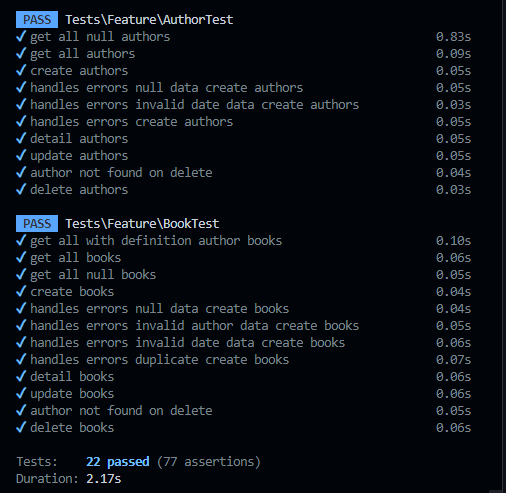 PASS Tests\Feature\AuthorTest
✓ get all null authors 0.83s
✓ get all authors 0.09s
✓ create authors 0.05s
✓ handles errors null data create authors 0.05s
✓ handles errors invalid date data create authors 0.03s
✓ handles errors create authors 0.05s
✓ detail authors 0.05s
✓ update authors 0.05s
✓ author not found on delete 0.04s
✓ delete authors 0.03s
PASS Tests\Feature\BookTest
✓ get all with definition author books 0.10s
✓ get all books 0.06s
✓ get all null books 0.05s
✓ create books 0.04s
✓ handles errors null data create books 0.04s
✓ handles errors invalid author data create books 0.05s
✓ handles errors invalid date data create books 0.06s
✓ handles errors duplicate create books 0.07s
✓ detail books 0.06s
✓ update books 0.06s
✓ author not found on delete 0.05s
✓ delete books 0.06s
Tests: 22 passed (77 assertions)
Duration: 2.17s